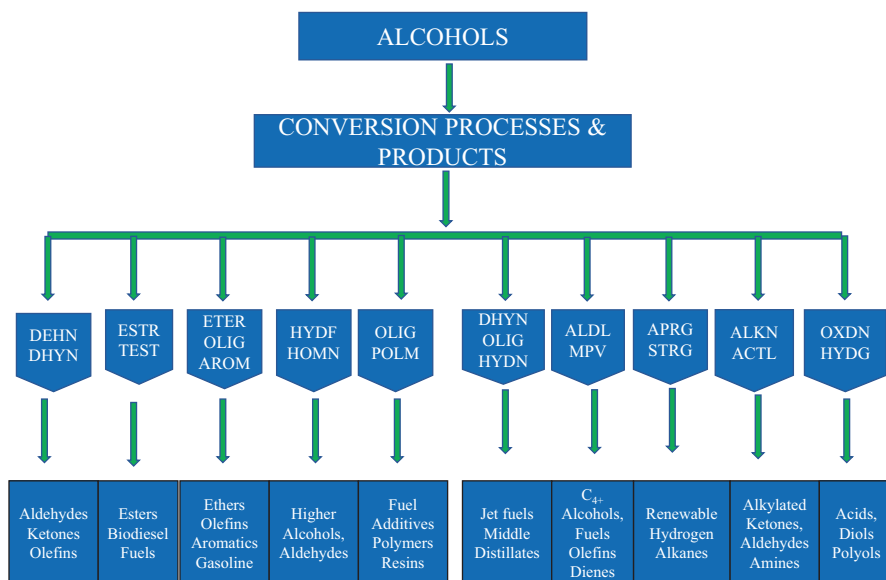 ALCOHOLS
CONVERSION PROCESSES &
PRODUCTS
DEHN
DHYN
ESTR
TEST
ETER
OLIG
AROM
HYDF
HOMN
OLIG
POLM
DHYN
OLIG
HYDN
ALDL
MPV
APRG
STRG
ALKN
ACTL
OXDN
HYDG
Aldehydes
Ketones
Olefins
Esters
Biodiesel
Fuels
Ethers
Olefins
Aromatics
Gasoline
Higher
Alcohols,
Aldehydes
Fuel
Additives
Polymers
Resins
Jet fuels
Middle
Distillates
C₄₊
Alcohols,
Fuels
Olefins
Dienes
Renewable
Hydrogen
Alkanes
Alkylated
Ketones,
Aldehydes
Amines
Acids,
Diols
Polyols